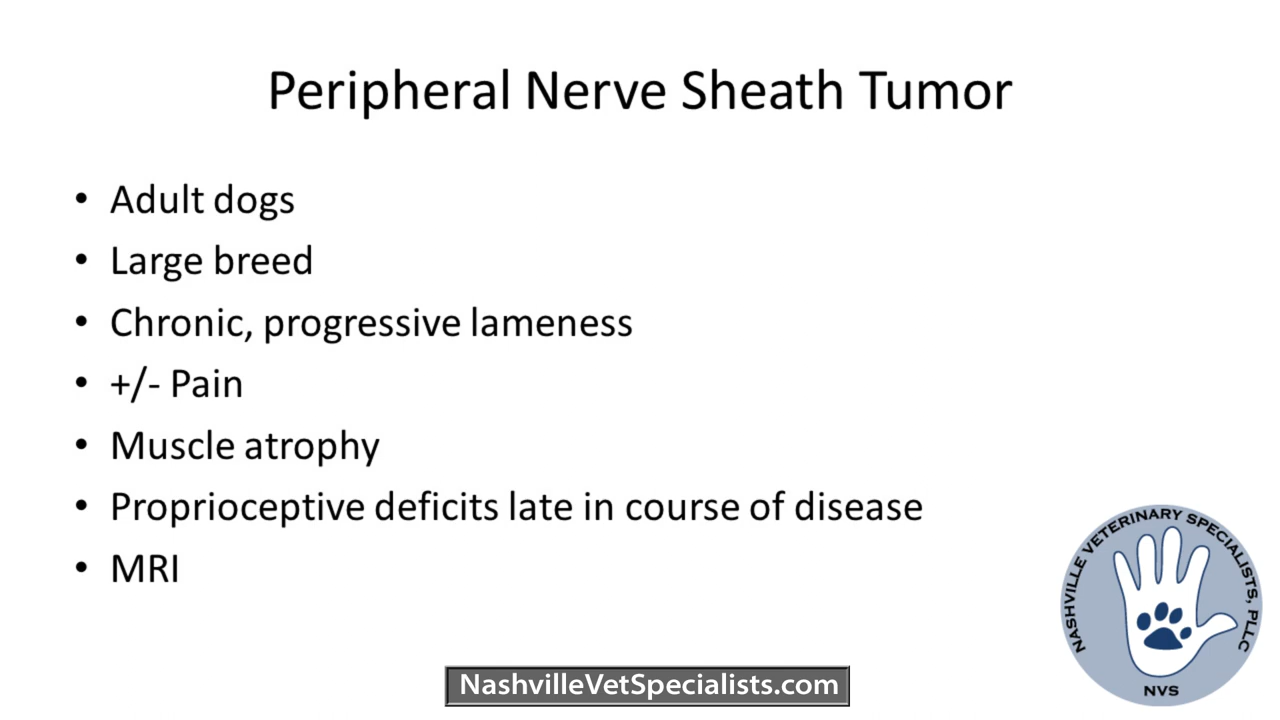 Peripheral Nerve Sheath Tumor
• Adult dogs
• Large breed
• Chronic, progressive lameness
• +/- Pain
• Muscle atrophy
• Proprioceptive deficits late in course of disease
• MRI
NASHVILLE VETERINARY SPECIALISTS, PLLC
NVS
NashvilleVetSpecialists.com